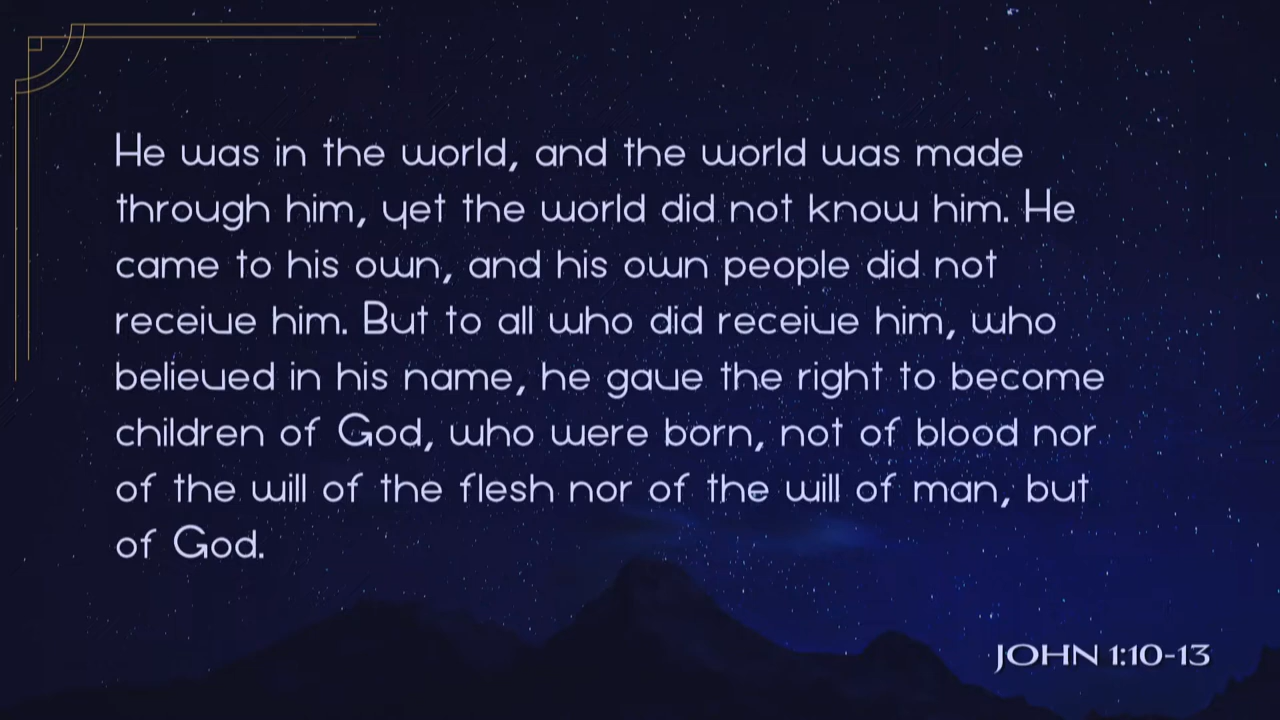 He was in the world, and the world was made
through him, yet the world did not know him. He
came to his own, and his own people did not
receive him. But to all who did receive him, who
believed in his name, he gave the right to become
children of God, who were born, not of blood nor
of the will of the flesh nor of the will of man, but
of God.
JOHN 1:10-13